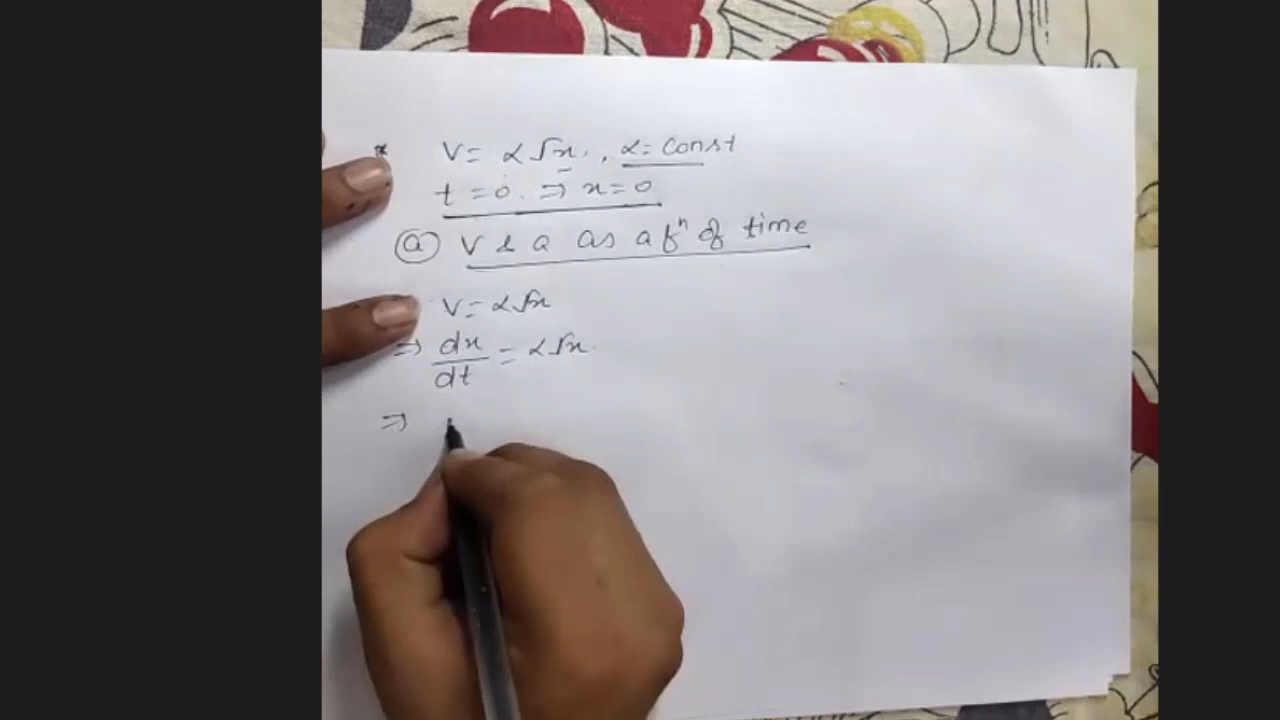 * V = α √x. , α = Const
t = 0. ⇒ x = 0
(a) V & a as a fⁿ of time
V = α √x
⇒ dx/dt = α √x
⇒